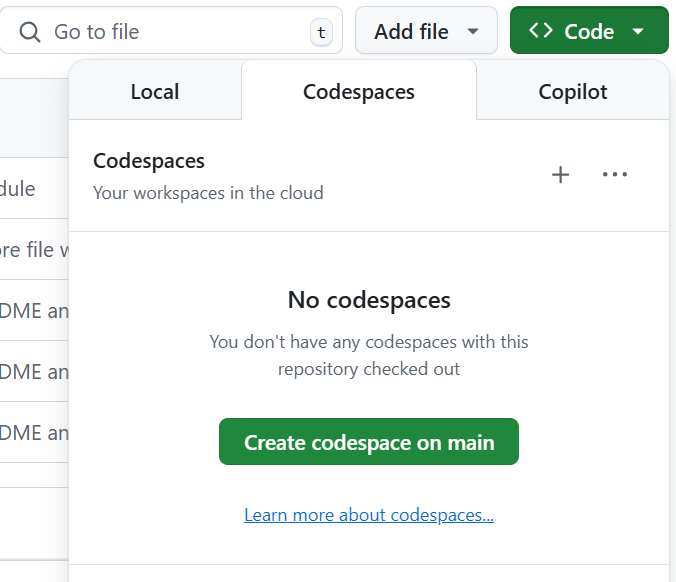 Go to file
t
Add file
Code
Local
Codespaces
Copilot
Codespaces
Your workspaces in the cloud
dule
ore file w
DME an
DME an
DME an
No codespaces
You don't have any codespaces with this
repository checked out
Create codespace on main
Learn more about codespaces...